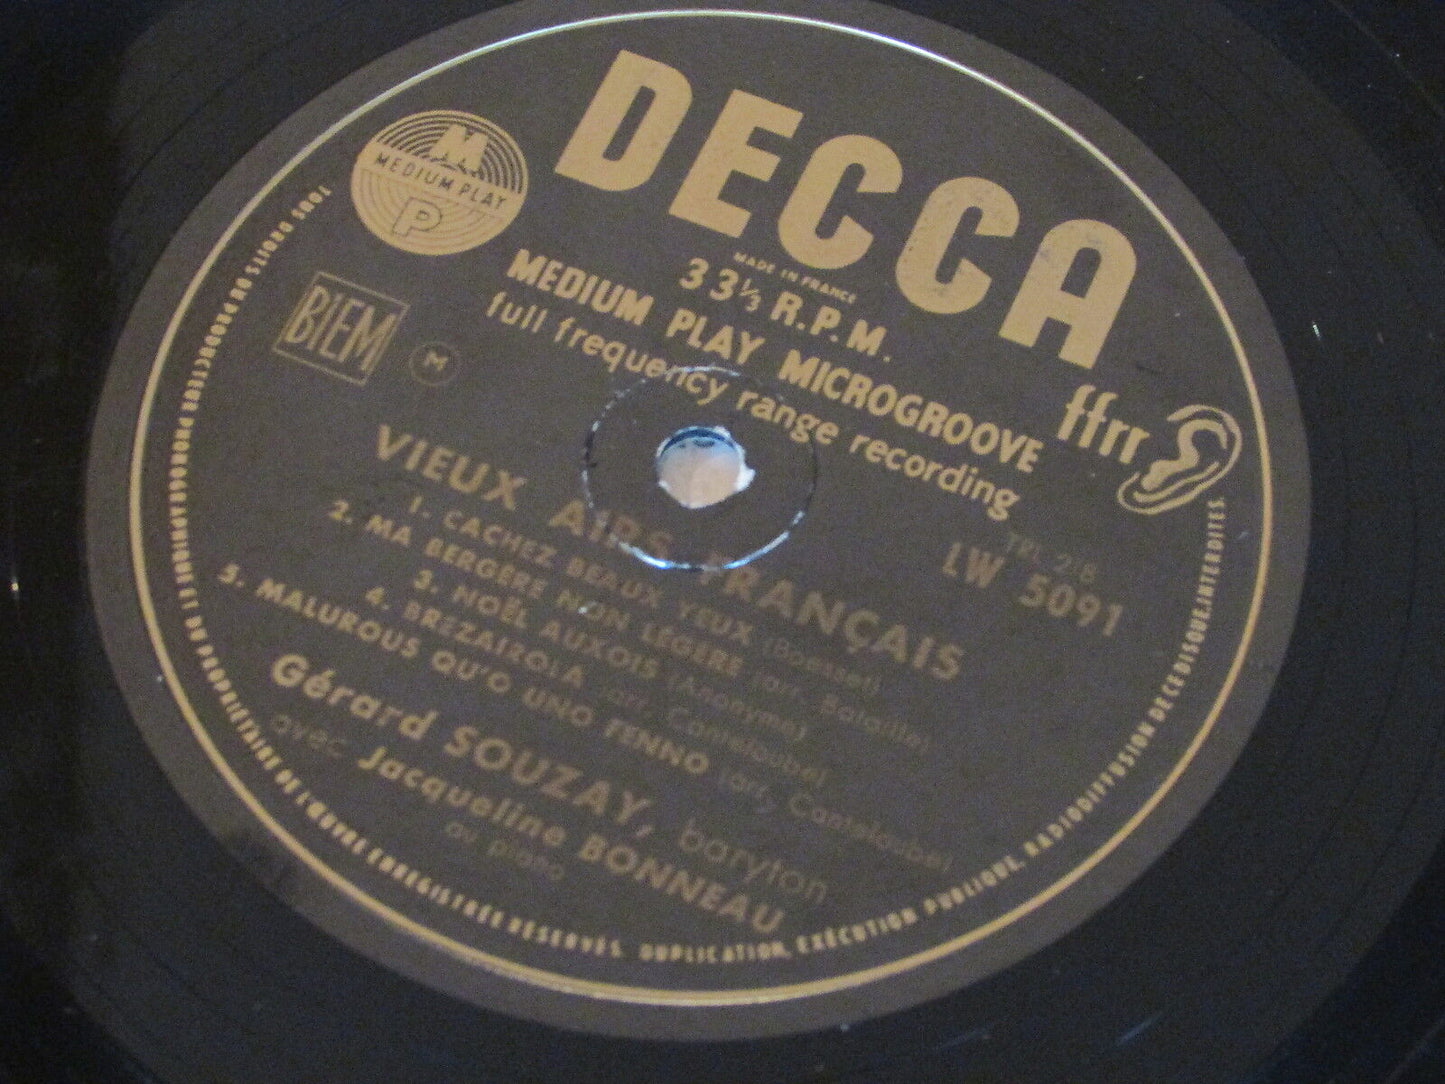 DECCA
MADE IN FRANCE
33 1/3 R.P.M.
MEDIUM PLAY MICROGROOVE
full frequency range recording
ffrr
M
MEDIUM PLAY
P
BIEM
M
LW 5091
VIEUX AIRS FRANÇAIS
1. CACHEZ BEAUX YEUX (Boesset)
2. MA BERGÈRE NON LÉGÈRE (arr. Bataille)
3. NOËL AUXOIS (Anonyme)
4. BREZAIROLA (arr. Canteloube)
5. MALUROUS QU'O UNO FENNO (arr. Canteloube)
Gérard SOUZAY, baryton
avec Jacqueline BONNEAU
au piano
TOUS DROITS DU PRODUCTEUR PHONOGRAPHIQUE ET DU PROPRIÉTAIRE DE L'ŒUVRE ENREGISTRÉE RÉSERVÉS. DUPLICATION, EXÉCUTION PUBLIQUE, RADIODIFFUSION DE CE DISQUE, INTERDITES.